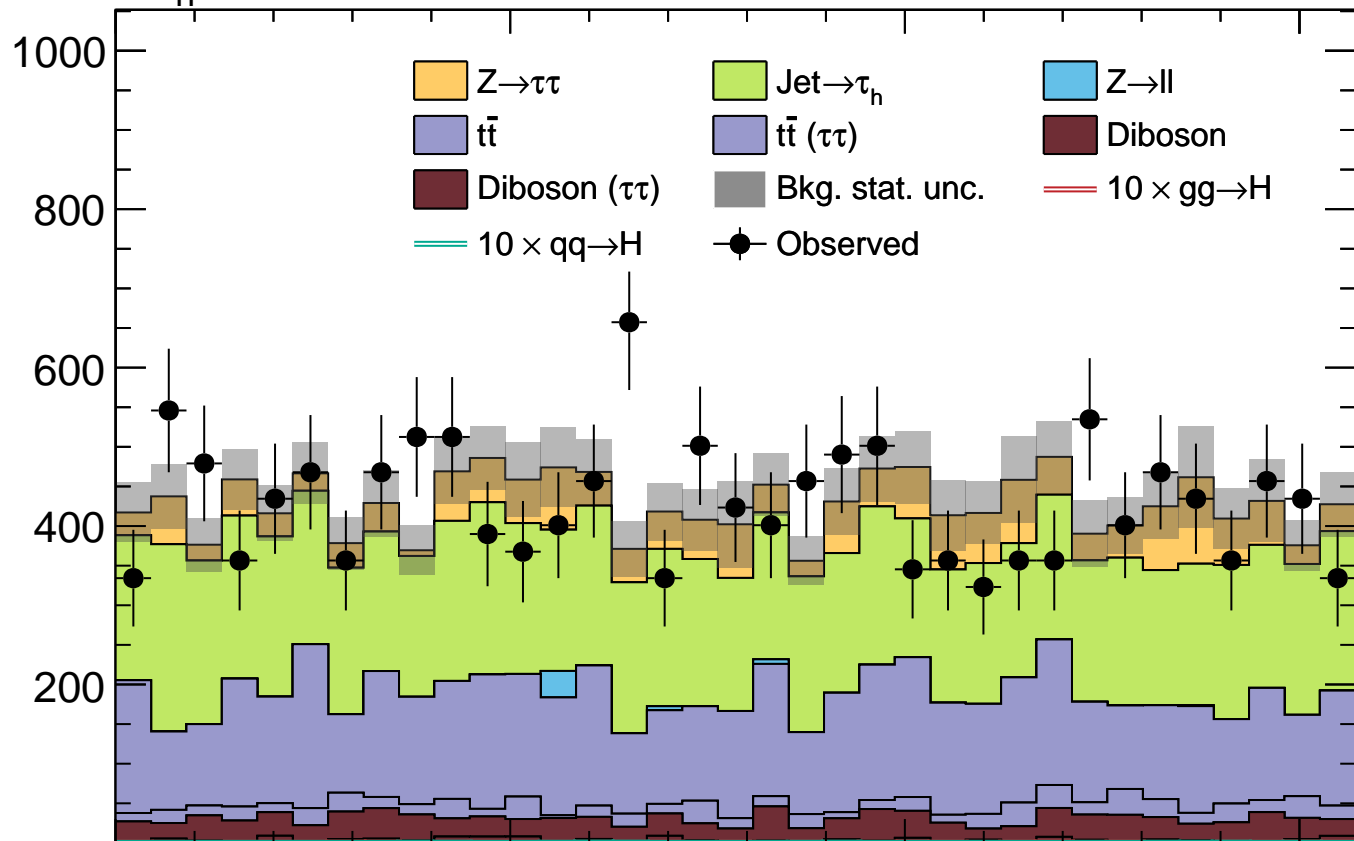 1000
Z→ττ Jet→τh Z→ll
tt̄ tt̄ (ττ) Diboson
800
Diboson (ττ) Bkg. stat. unc. 10 × gg→H
10 × qq→H Observed
600
400
200